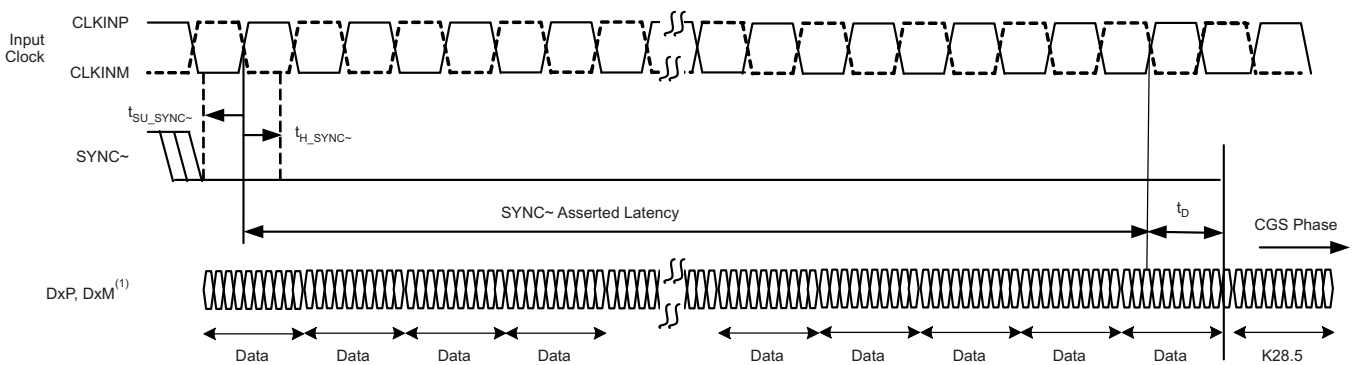 CLKINP
Input
Clock
CLKINM
tSU_SYNC~
tH_SYNC~
SYNC~
SYNC~ Asserted Latency
tD
CGS Phase
DxP, DxM(1)
Data Data Data Data Data Data Data Data Data K28.5